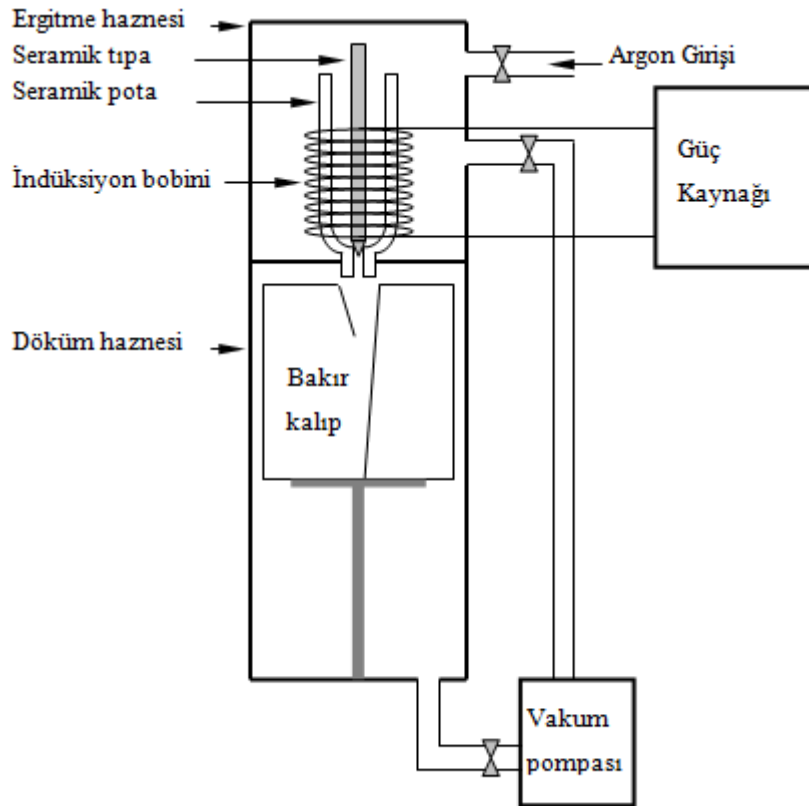 Ergitme haznesi
Seramik tıpa
Seramik pota
İndüksiyon bobini
Argon Girişi
Güç
Kaynağı
Döküm haznesi
Bakır
kalıp
Vakum
pompası